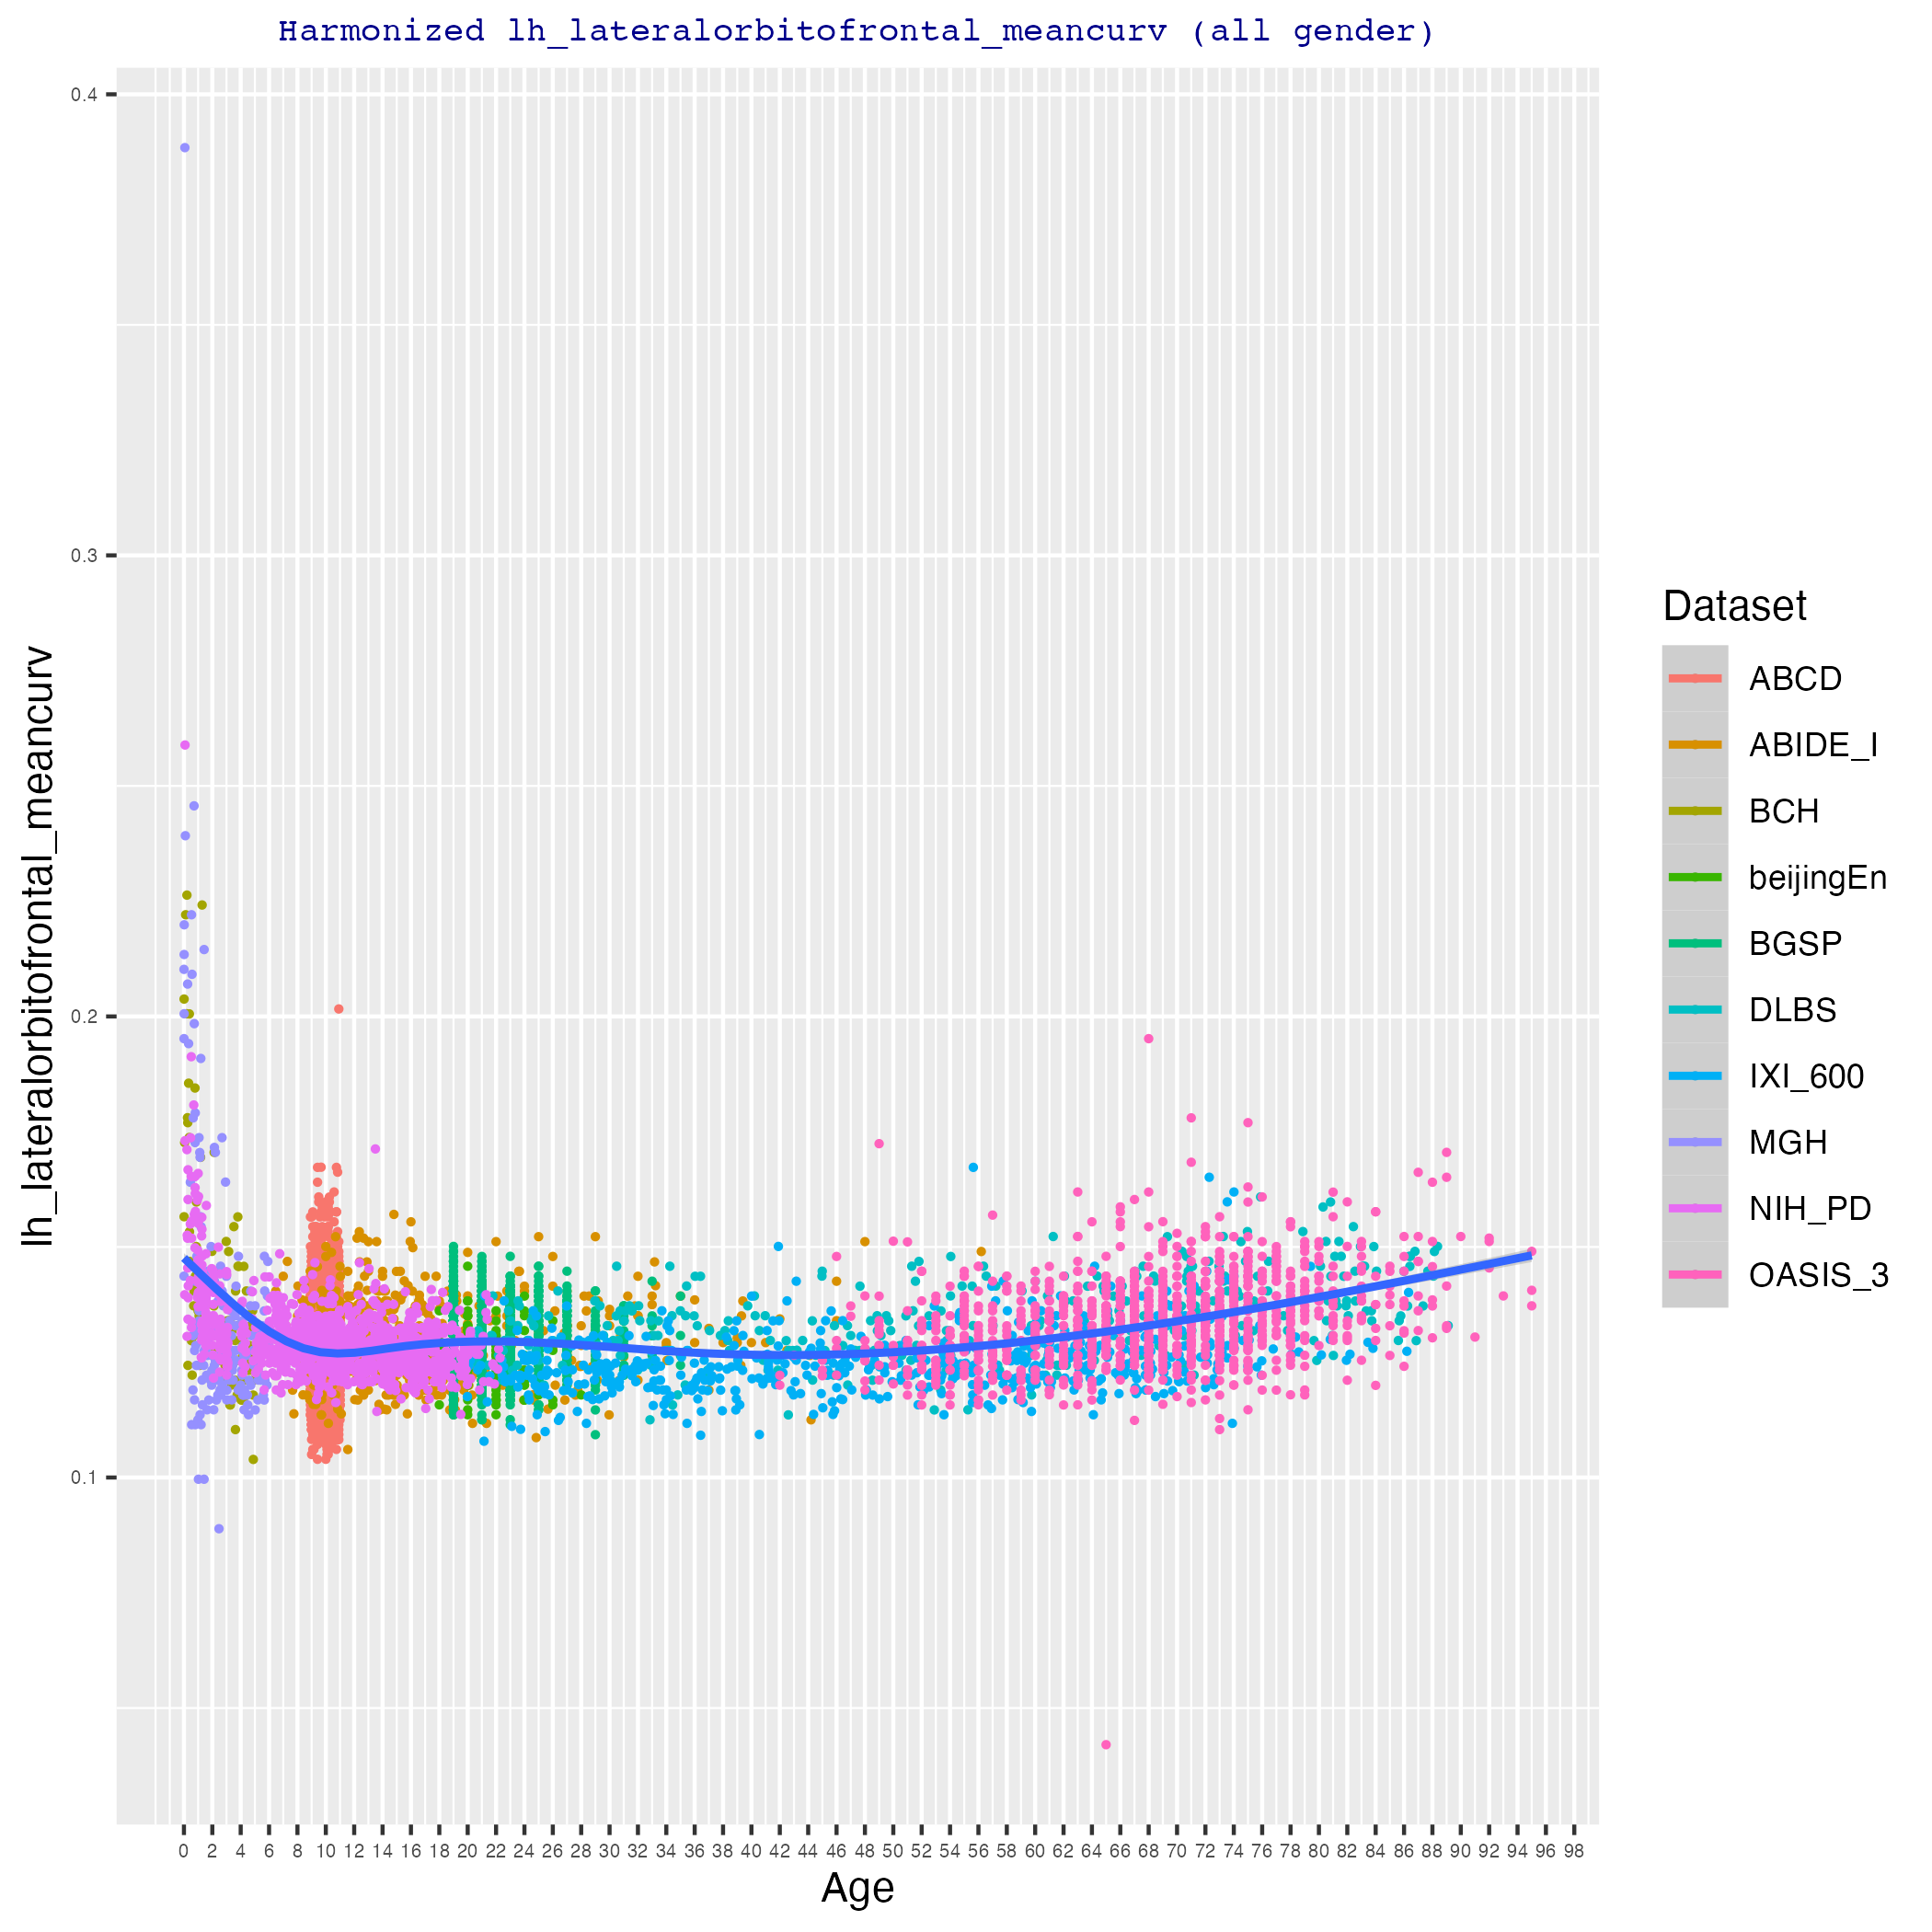 Harmonized lh_lateralorbitofrontal_meancurv (all gender)
lh_lateralorbitofrontal_meancurv
0.4
0.3
0.2
0.1
0 2 4 6 8 10 12 14 16 18 20 22 24 26 28 30 32 34 36 38 40 42 44 46 48 50 52 54 56 58 60 62 64 66 68 70 72 74 76 78 80 82 84 86 88 90 92 94 96 98
Age
Dataset
ABCD
ABIDE_I
BCH
beijingEn
BGSP
DLBS
IXI_600
MGH
NIH_PD
OASIS_3